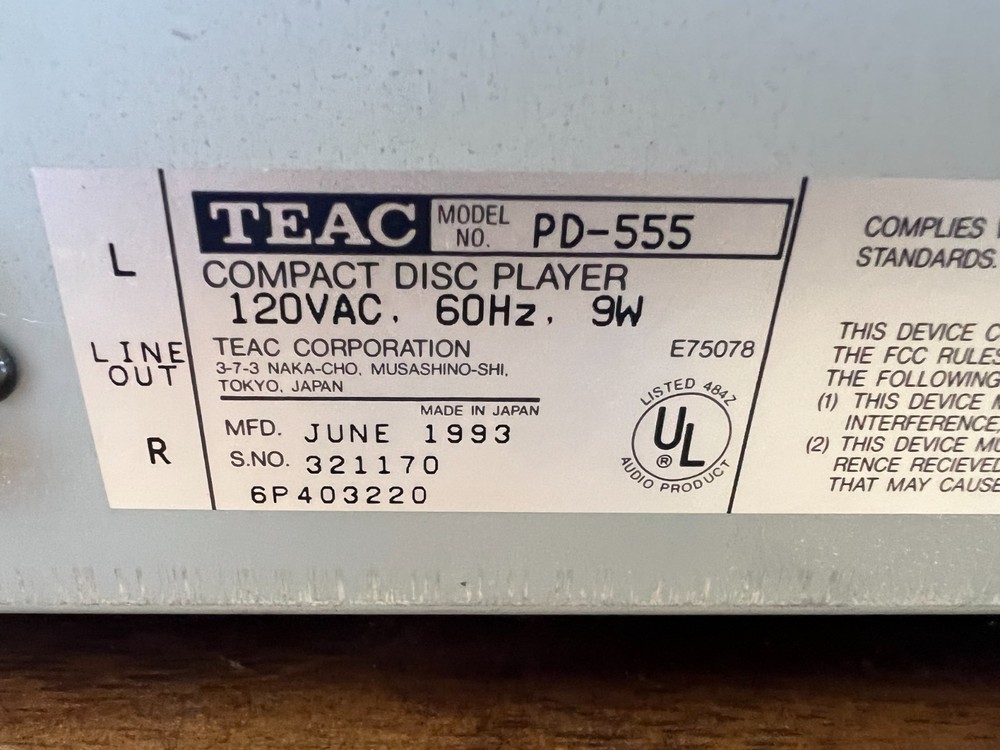 L
LINE
OUT
R
TEAC MODEL NO. PD-555
COMPACT DISC PLAYER
120VAC, 60Hz, 9W
TEAC CORPORATION E75078
3-7-3 NAKA-CHO, MUSASHINO-SHI,
TOKYO, JAPAN
MADE IN JAPAN
MFD. JUNE 1993
S.NO. 321170
6P403220
LISTED 484Z
UL
®
AUDIO PRODUCT
COMPLIES
STANDARDS.
THIS DEVICE
THE FCC RULES
THE FOLLOWING
(1) THIS DEVICE
INTERFERENCE,
(2) THIS DEVICE
RENCE RECIEVED
THAT MAY CAUSE